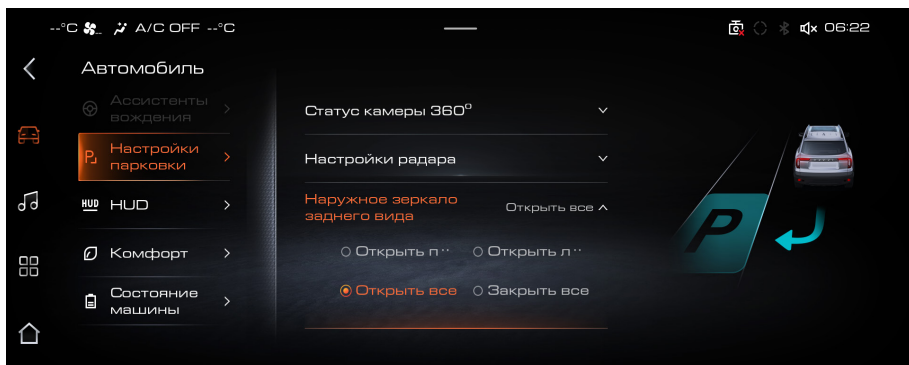 --°C A/C OFF --°C
06:22
Автомобиль
Ассистенты
вождения
Настройки
парковки
HUD HUD
Комфорт
Состояние
машины
Статус камеры 360°
Настройки радара
Наружное зеркало
заднего вида
Открыть все
Открыть п··
Открыть л··
Открыть все
Закрыть все
P